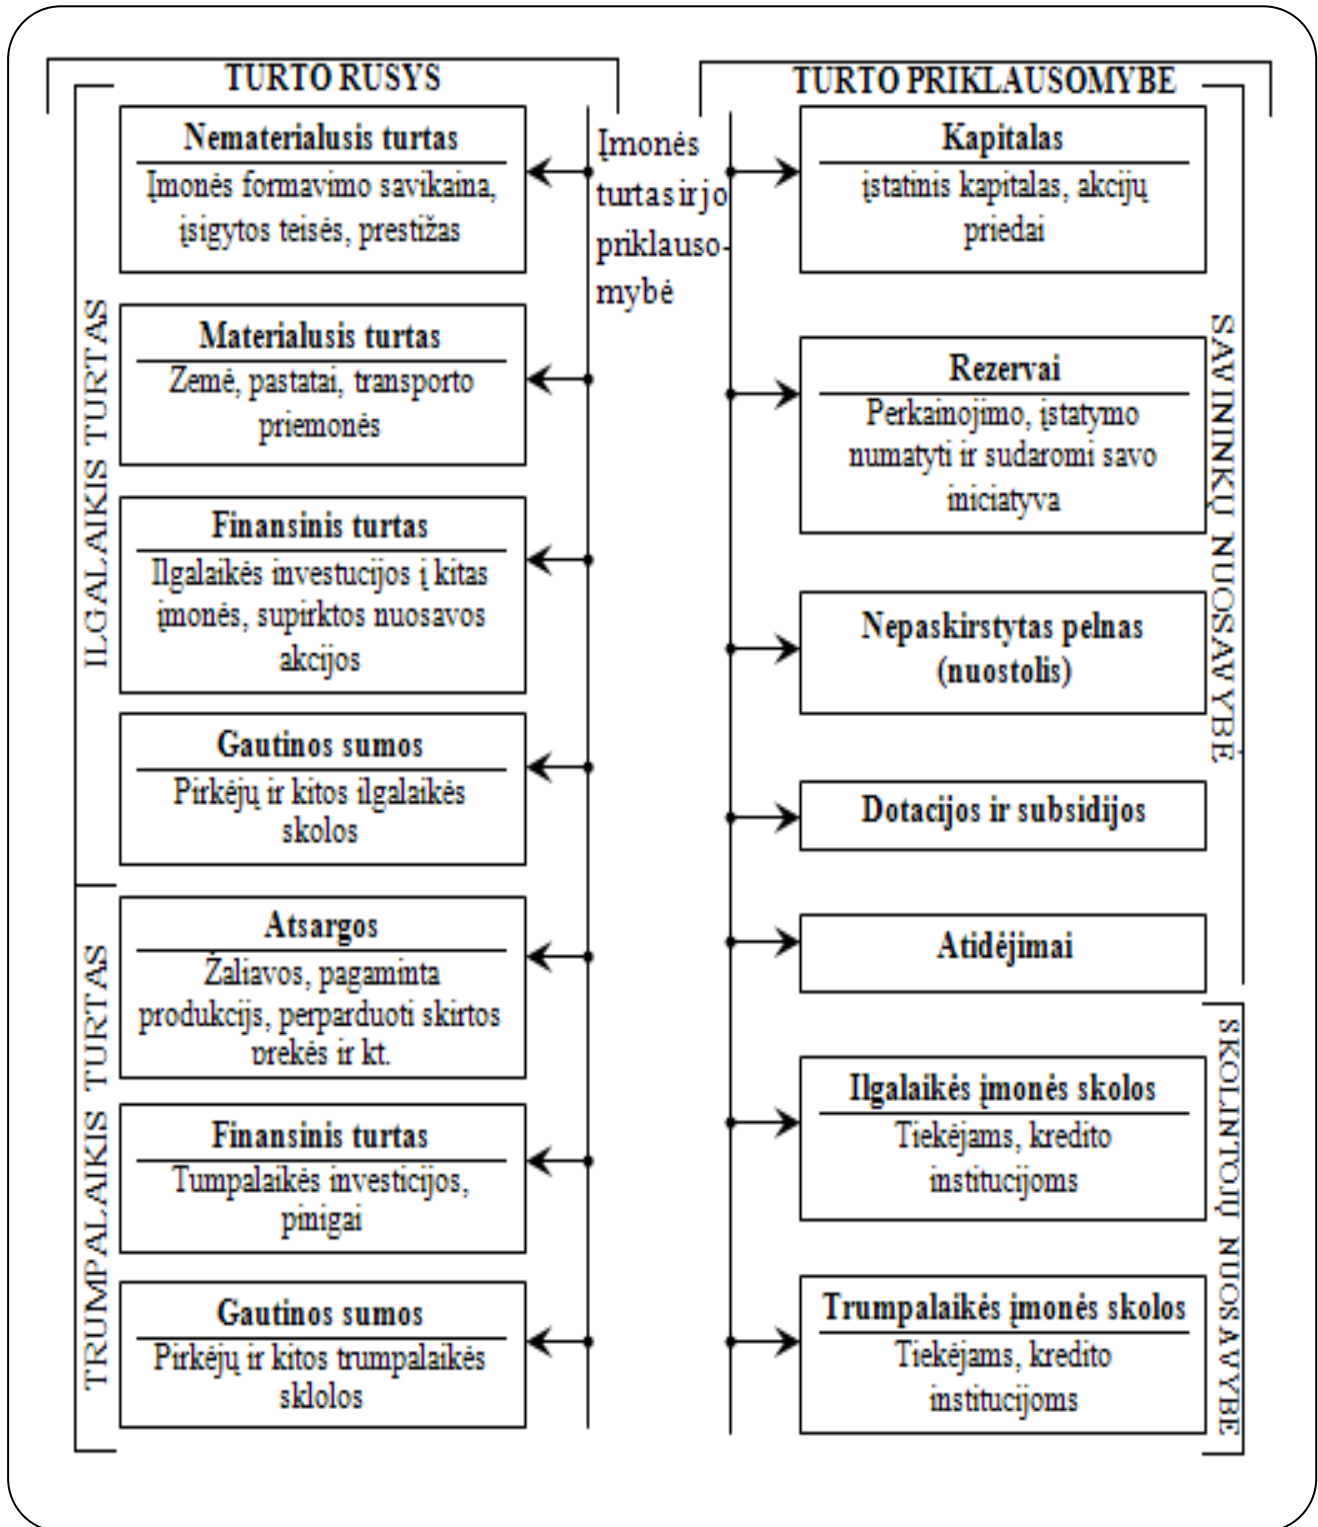 TURTO RUSYS
ILGALAIKIS TURTAS
Nematerialusis turtas
Įmonės formavimo savikaina,
įsigytos teisės, prestižas
Materialusis turtas
Zemė, pastatai, transporto
priemonės
Finansinis turtas
Ilgalaikės investucijos į kitas
įmonės, supirktos nuosavos
akcijos
Gautinos sumos
Pirkėjų ir kitos ilgalaikės
skolos
TRUMPALAIKIS TURTAS
Atsargos
Žaliavos, pagaminta
produkcijs, perparduoti skirtos
prekės ir kt.
Finansinis turtas
Tumpalaikės investicijos,
pinigai
Gautinos sumos
Pirkėjų ir kitos trumpalaikės
sklolos
Įmonės
turtas ir jo
priklauso-
mybė
TURTO PRIKLAUSOMYBE
SAVININKŲ NUOSAVYBĖ
Kapitalas
įstatinis kapitalas, akcijų
priedai
Rezervai
Perkainojimo, įstatymo
numatyti ir sudaromi savo
iniciatyva
Nepaskirstytas pelnas
(nuostolis)
Dotacijos ir subsidijos
Atidėjimai
SKOLINTOJŲ NUOSAVYBE
Ilgalaikės įmonės skolos
Tiekėjams, kredito
institucijoms
Trumpalaikės įmonės skolos
Tiekėjams, kredito
institucijoms